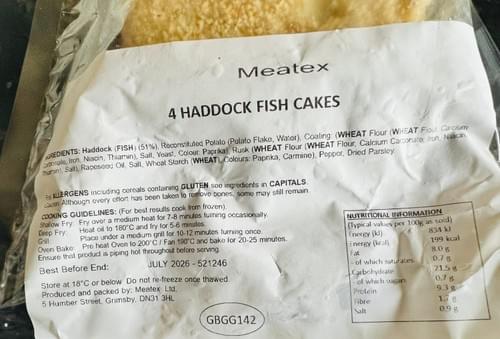 Meatex
4 HADDOCK FISH CAKES
INGREDIENTS: Haddock (FISH) (51%), Reconstituted Potato (Potato Flake, Water), Coating: (WHEAT Flour (WHEAT Flour, Calcium
Carbonate, Iron, Niacin, Thiamin), Salt, Yeast, Colour: Paprika), Rusk (WHEAT Flour (WHEAT Flour, Calcium Carbonate, Iron, Niacin,
Thiamin), Salt), Rapeseed Oil, Salt, Wheat Starch (WHEAT), Colours: Paprika, Carmine), Pepper, Dried Parsley.
ALLERGENS including cereals containing GLUTEN see ingredients in CAPITALS.
Although every effort has been taken to remove bones, some may still remain.
COOKING GUIDELINES: (For best results cook from frozen).
Shallow Fry: Fry over a medium heat for 7-8 minutes turning occasionally.
Deep Fry: Heat oil to 180°C and fry for 5-6 minutes.
Grill: Place under a medium grill for 10-12 minutes turning once.
Oven Bake: Pre heat Oven to 200°C / Fan 180°C and bake for 20-25 minutes.
Ensure that product is piping hot throughout before serving.
Best Before End: JULY 2026 - 521246
Store at 18°C or below. Do not re-freeze once thawed.
Produced and packed by: Meatex Ltd,
5 Humber Street, Grimsby, DN31 3HL
GBGG142
NUTRITIONAL INFORMATION
(Typical values per 100g as sold)
Energy (kJ) 834 kJ
Energy (kcal) 199 kcal
Fat 8.0 g
- of which saturates 0.7 g
Carbohydrate 21.5 g
- of which sugars 0.7 g
Protein 9.3 g
Fibre
Salt 0.9 g